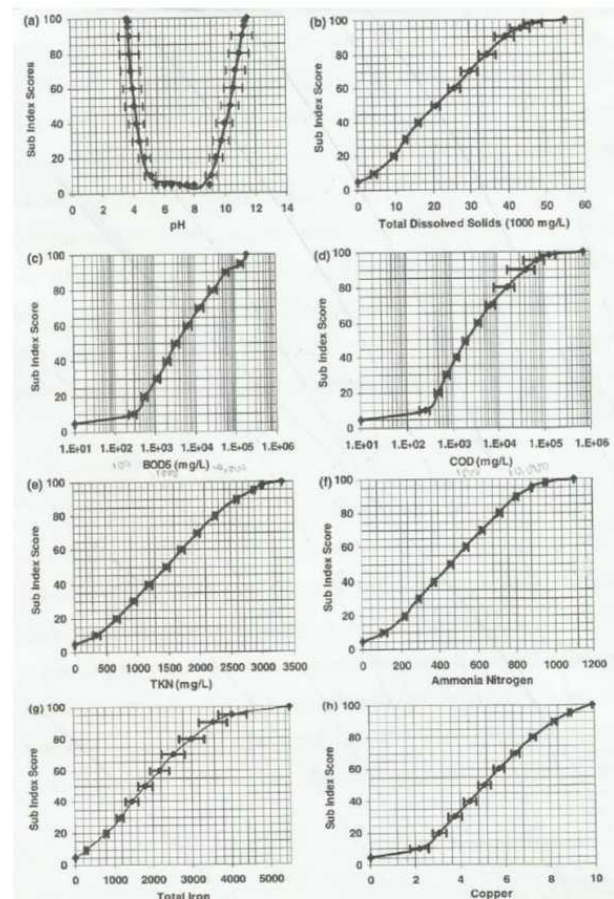 (a)
Sub Index Scores
100
80
60
40
20
0
0 2 4 6 8 10 12 14
pH
(b)
Sub Index Score
100
80
60
40
20
0
0 10 20 30 40 50 60
Total Dissolved Solids (1000 mg/L)
(c)
Sub Index Score
100
80
60
40
20
0
1.E+01 1.E+02 1.E+03 1.E+04 1.E+05 1.E+06
BOD5 (mg/L)
100 1000
(d)
Sub Index Score
100
80
60
40
20
0
1.E+01 1.E+02 1.E+03 1.E+04 1.E+05 1.E+06
COD (mg/L)
1000 10,000
(e)
Sub Index Score
100
80
60
40
20
0
0 500 1000 1500 2000 2500 3000 3500
TKN (mg/L)
(f)
Sub Index Score
100
80
60
40
20
0
0 200 400 600 800 1000 1200
Ammonia Nitrogen
(g)
Sub Index Score
100
80
60
40
20
0
0 1000 2000 3000 4000 5000
Total Iron
(h)
Sub Index Score
100
80
60
40
20
0
0 2 4 6 8 10
Copper